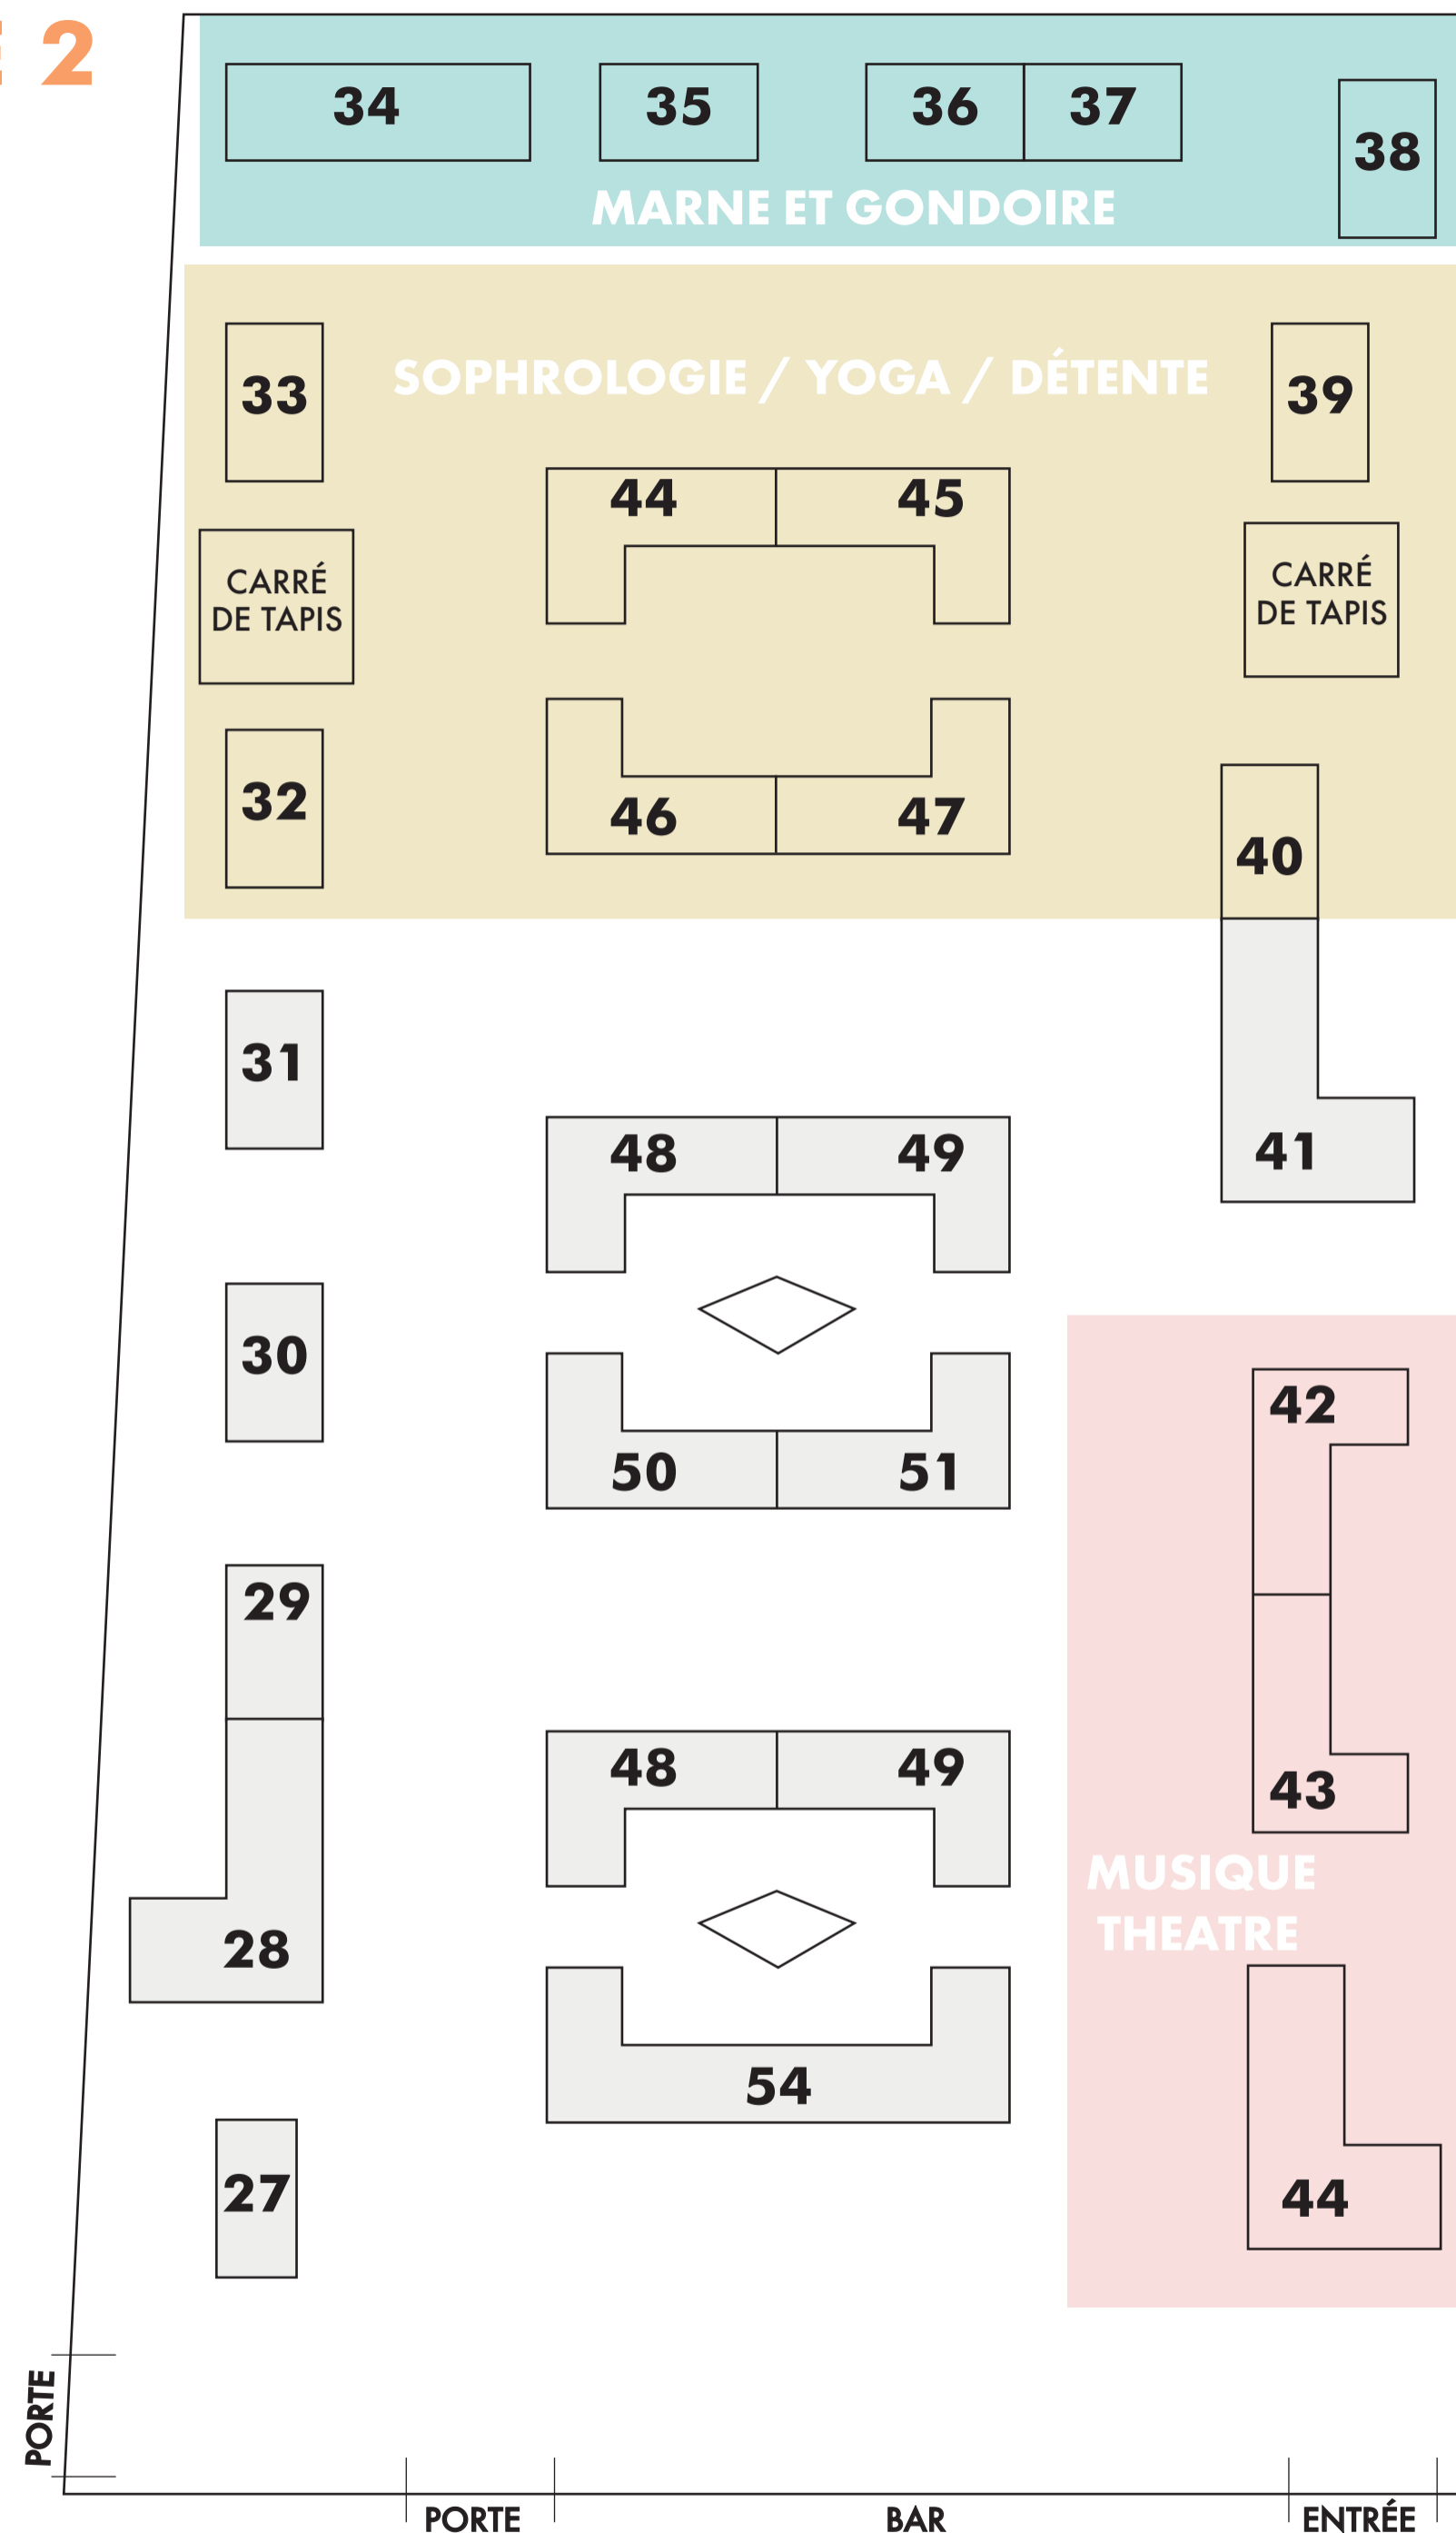 2
34 35 36 37
38
MARNE ET GONDOIRE
SOPHROLOGIE / YOGA / DÉTENTE
33 39
44 45
CARRÉ
DE TAPIS
CARRÉ
DE TAPIS
32 46 47
40
31
48 49
41
30
42
50 51
29
48 49
43
MUSIQUE
THEATRE
28
54
27 44
PORTE
PORTE BAR ENTRÉE